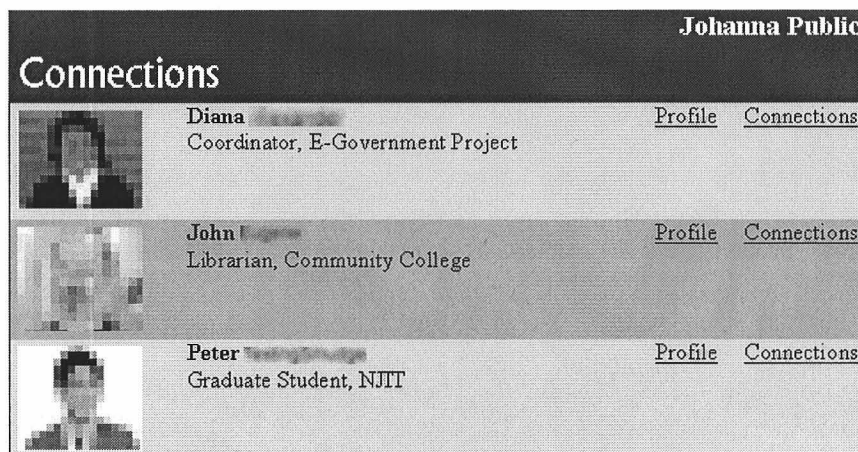 Johanna Public
Connections
Diana Profile Connections
Coordinator, E-Government Project
John Profile Connections
Librarian, Community College
Peter Profile Connections
Graduate Student, NJIT